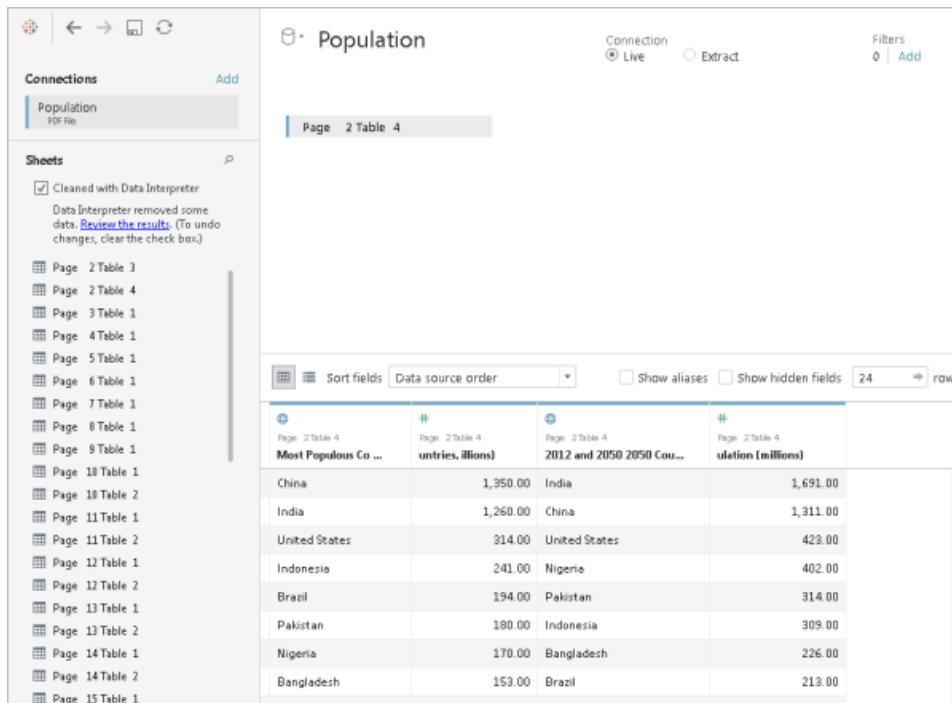 Population
Connection
Live
Extract
Filters
0 Add
Connections Add
Population
PDF File
Page 2 Table 4
Sheets
Cleaned with Data Interpreter
Data Interpreter removed some
data. Review the results. (To undo
changes, clear the check box.)
Page 2 Table 3
Page 2 Table 4
Page 3 Table 1
Page 4 Table 1
Page 5 Table 1
Page 6 Table 1
Page 7 Table 1
Page 8 Table 1
Page 9 Table 1
Page 10 Table 1
Page 10 Table 2
Page 11 Table 1
Page 11 Table 2
Page 12 Table 1
Page 12 Table 2
Page 13 Table 1
Page 13 Table 2
Page 14 Table 1
Page 14 Table 2
Page 15 Table 1
Sort fields Data source order Show aliases Show hidden fields 24 row
# #
Page 2 Table 4 Page 2 Table 4 Page 2 Table 4 Page 2 Table 4
Most Populous Co ... untries, illions) 2012 and 2050 2050 Cou... ulation (millions)
China 1,350.00 India 1,691.00
India 1,260.00 China 1,311.00
United States 314.00 United States 423.00
Indonesia 241.00 Nigeria 402.00
Brazil 194.00 Pakistan 314.00
Pakistan 180.00 Indonesia 309.00
Nigeria 170.00 Bangladesh 226.00
Bangladesh 153.00 Brazil 213.00